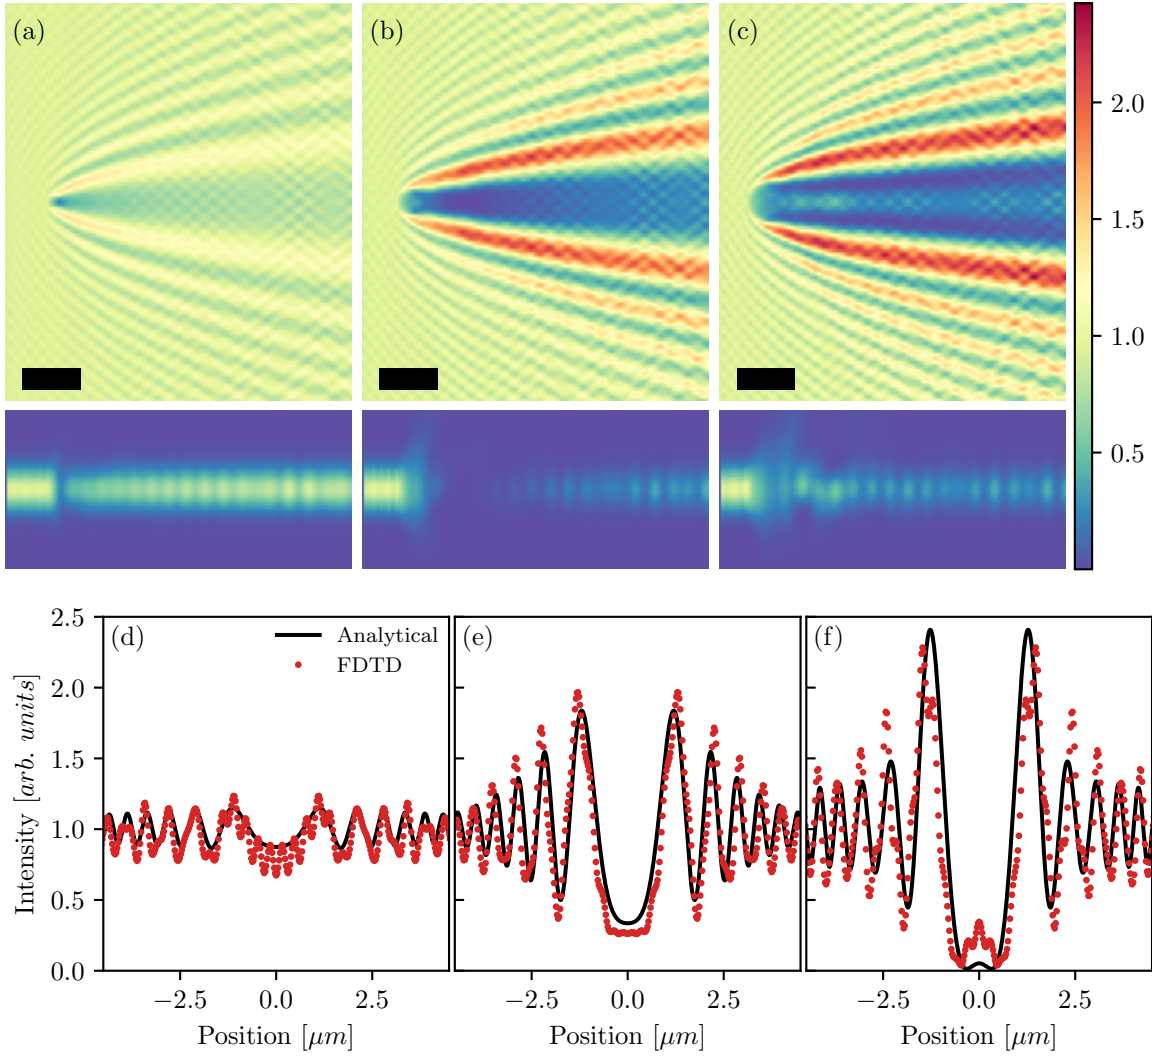 (a)
(b)
(c)
2.0
1.5
1.0
0.5
2.5
2.0
1.5
1.0
0.5
0.0
Intensity [arb. units]
(d)
Analytical
FDTD
(e)
(f)
−2.5 0.0 2.5
−2.5 0.0 2.5
−2.5 0.0 2.5
Position [μm]
Position [μm]
Position [μm]